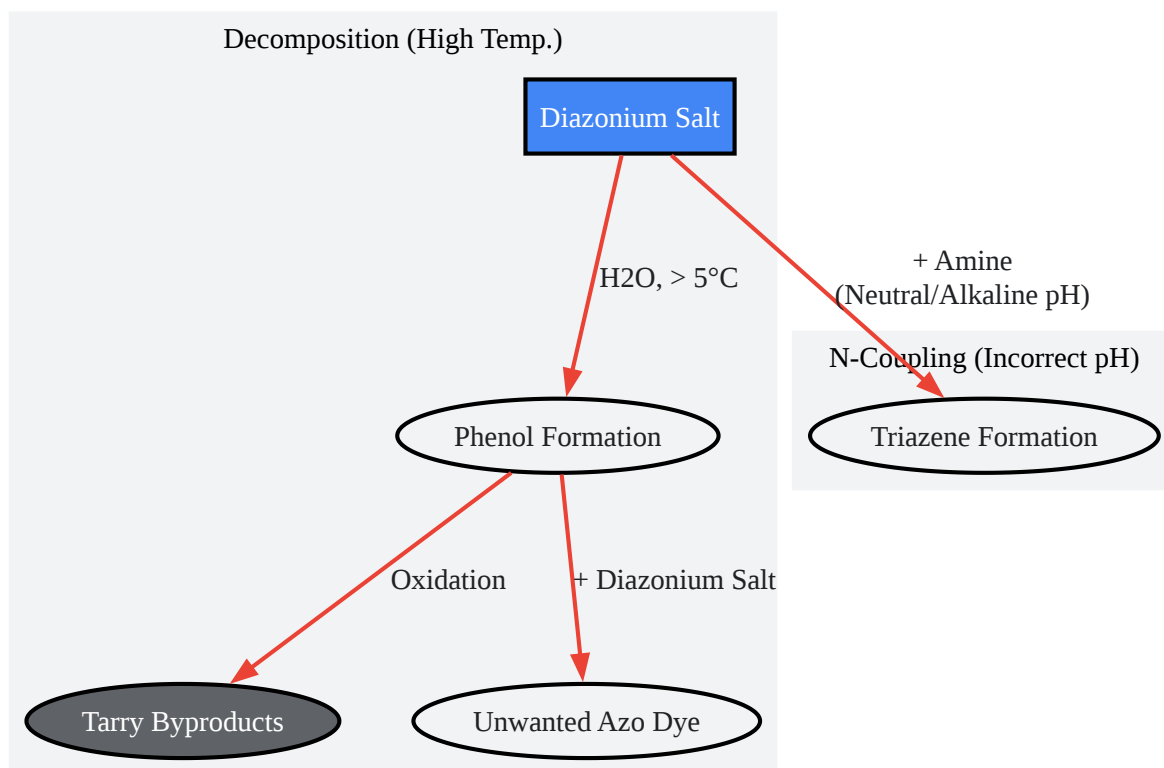 Decomposition (High Temp.)
Diazonium Salt
+ Amine
(Neutral/Alkaline pH)
H2O, > 5°C
N-Coupling (Incorrect pH)
Phenol Formation
Triazene Formation
Oxidation
+ Diazonium Salt
Tarry Byproducts
Unwanted Azo Dye